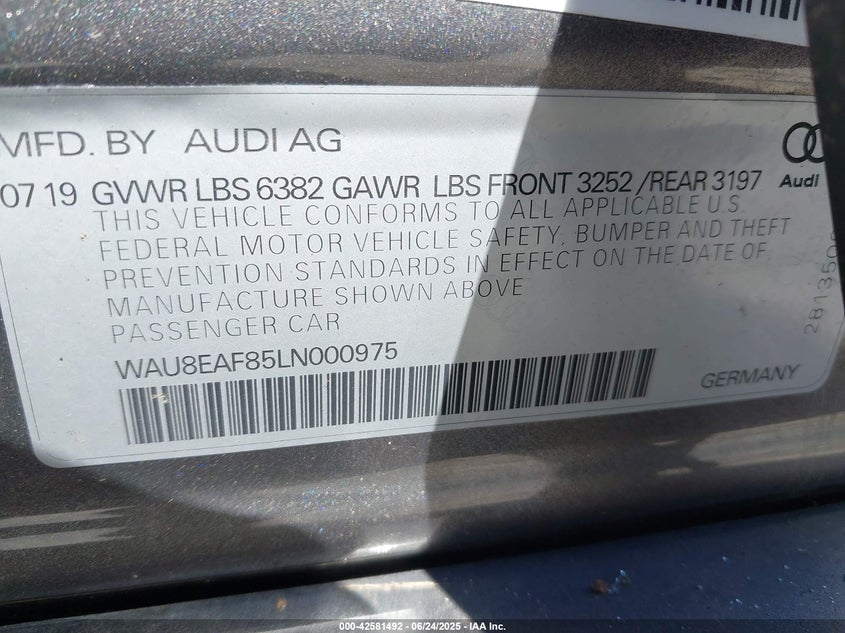 MFD. BY AUDI AG
07 19 GVWR LBS 6382 GAWR LBS FRONT 3252 /REAR 3197
Audi
THIS VEHICLE CONFORMS TO ALL APPLICABLE U.S.
FEDERAL MOTOR VEHICLE SAFETY, BUMPER AND THEFT
PREVENTION STANDARDS IN EFFECT ON THE DATE OF
MANUFACTURE SHOWN ABOVE
PASSENGER CAR
WAU8EAF85LN000975
GERMANY
000-42581492 - 06/24/2025 - IAA Inc.